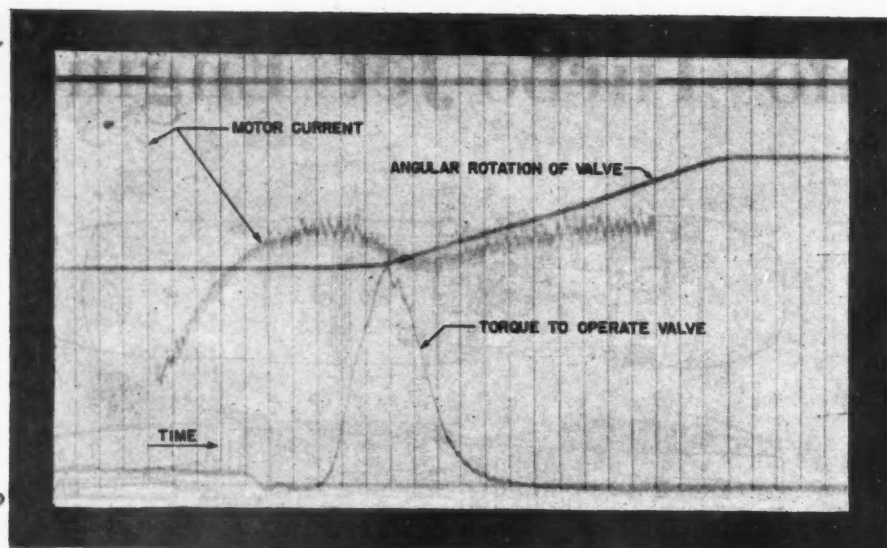 MOTOR CURRENT
ANGULAR ROTATION OF VALVE
TORQUE TO OPERATE VALVE
TIME